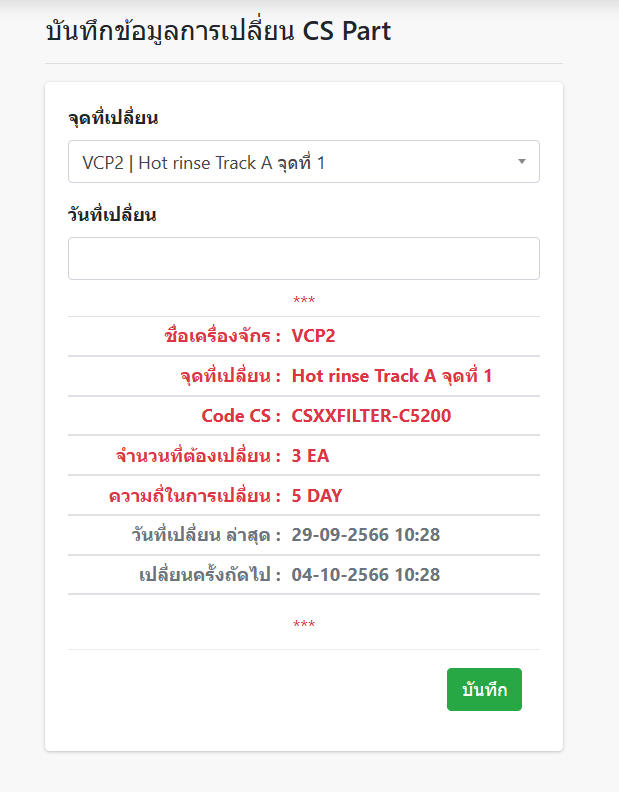 บันทึกข้อมูลการเปลี่ยน CS Part
จุดที่เปลี่ยน
VCP2 | Hot rinse Track A จุดที่ 1
วันที่เปลี่ยน
***
ชื่อเครื่องจักร : VCP2
จุดที่เปลี่ยน : Hot rinse Track A จุดที่ 1
Code CS : CSXXFILTER-C5200
จำนวนที่ต้องเปลี่ยน : 3 EA
ความถี่ในการเปลี่ยน : 5 DAY
วันที่เปลี่ยน ล่าสุด : 29-09-2566 10:28
เปลี่ยนครั้งถัดไป : 04-10-2566 10:28
***
บันทึก